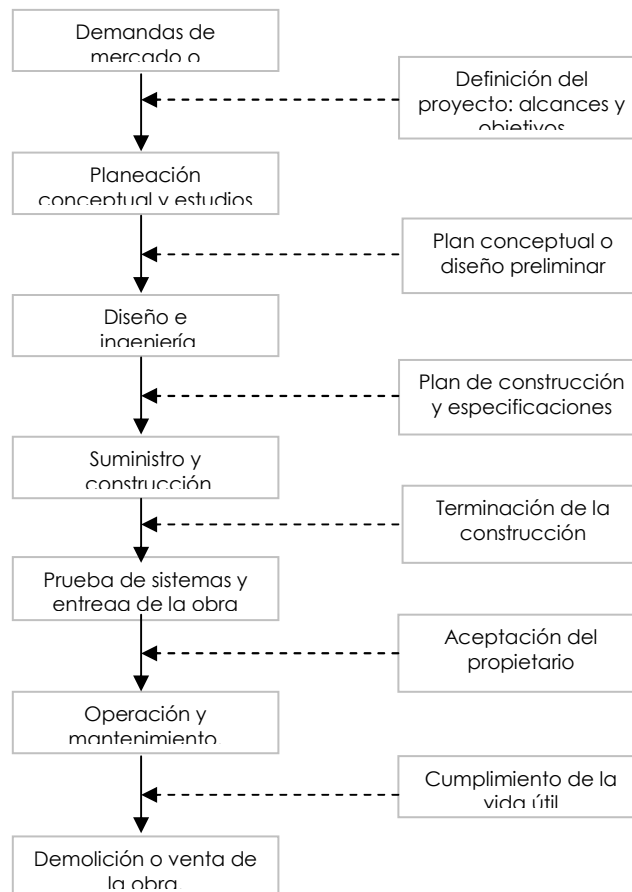 Demandas de
mercado o
Definición del
proyecto: alcances y
objetivos
Planeación
conceptual y estudios
Plan conceptual o
diseño preliminar
Diseño e
ingeniería
Plan de construcción
y especificaciones
Suministro y
construcción
Terminación de la
construcción
Prueba de sistemas y
entrega de la obra
Aceptación del
propietario
Operación y
mantenimiento.
Cumplimiento de la
vida útil
Demolición o venta de
la obra.